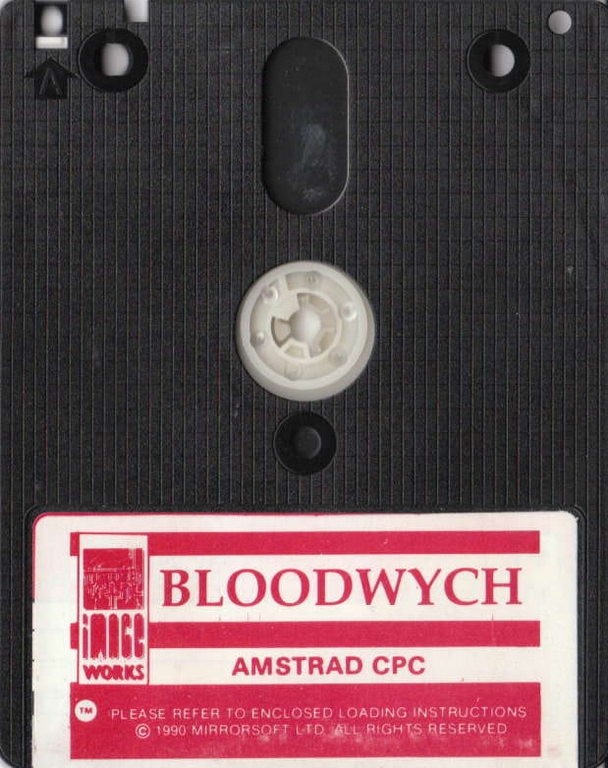 A
BLOODWYCH
IMAGE
WORKS
AMSTRAD CPC
TM PLEASE REFER TO ENCLOSED LOADING INSTRUCTIONS
© 1990 MIRRORSOFT LTD. ALL RIGHTS RESERVED